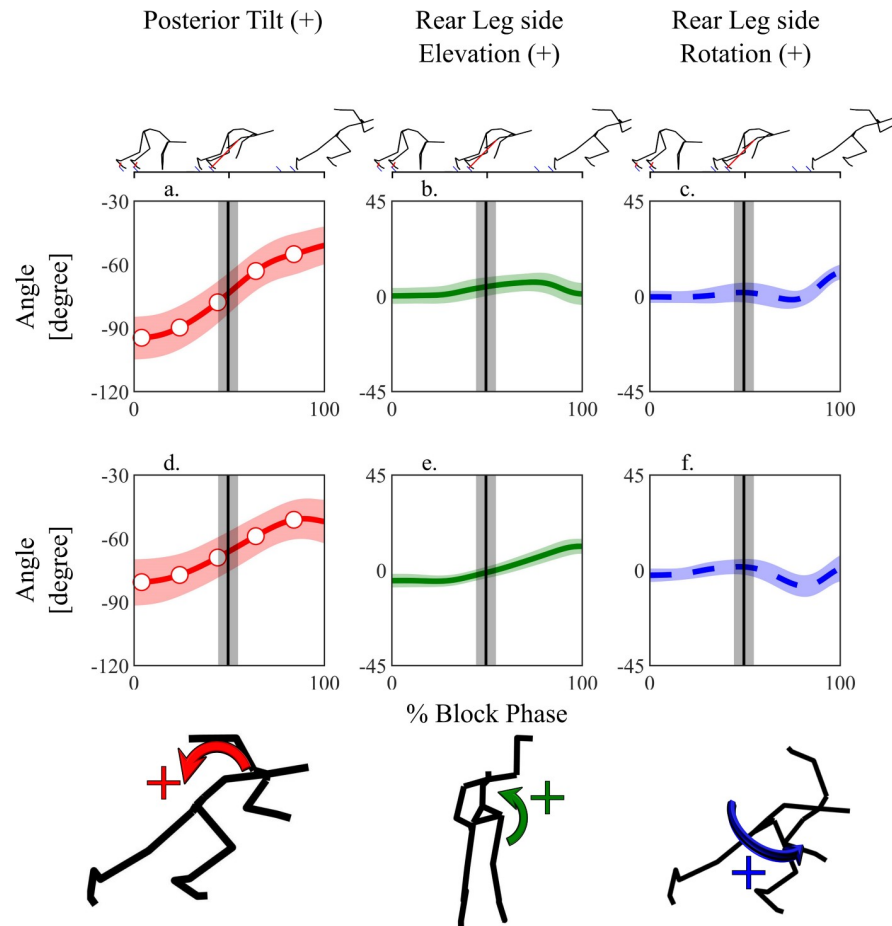 Posterior Tilt (+)
Rear Leg side
Elevation (+)
Rear Leg side
Rotation (+)
a.
b.
c.
-30
-60
-90
-120
0
100
45
0
-45
0
100
45
0
-45
0
100
Angle
[degree]
d.
e.
f.
-30
-60
-90
-120
0
100
45
0
-45
0
100
45
0
-45
0
100
Angle
[degree]
% Block Phase
+
+
+